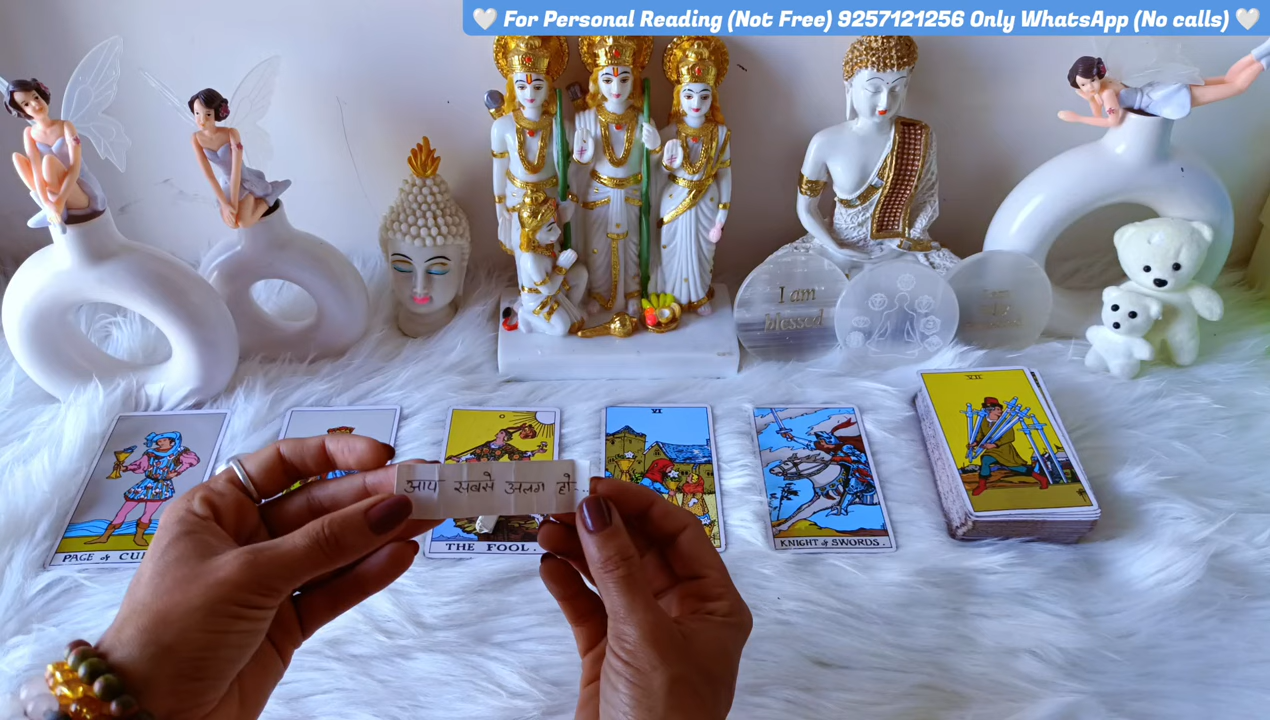 🤍 For Personal Reading (Not Free) 9257121256 Only WhatsApp (No calls) 🤍
I am
blessed
VII
VI
आप सबसे अलग हो...
PAGE of CU
THE FOOL.
KNIGHT of SWORDS.